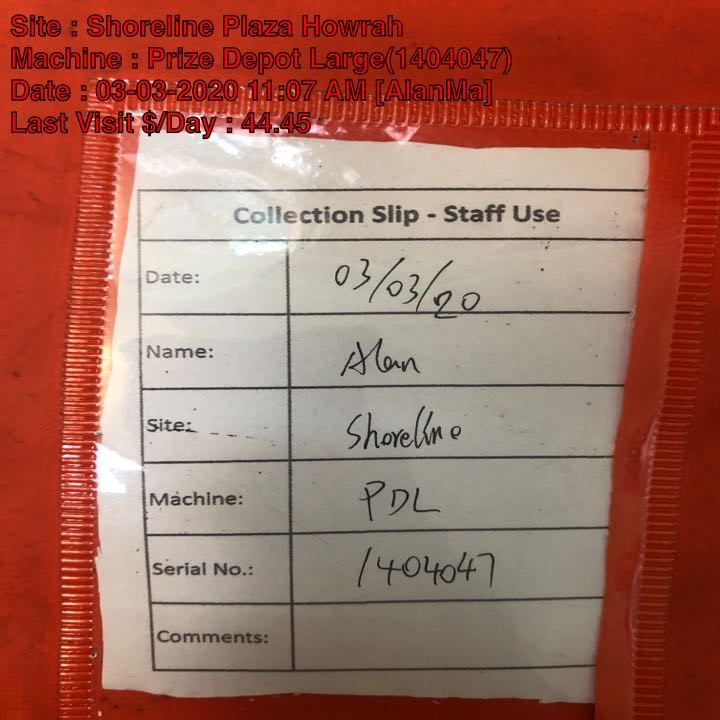 Site : Shoreline Plaza Howrah
Machine : Prize Depot Large(1404047)
Date : 03-03-2020 11:07 AM [AlanMa]
Last Visit $/Day : 44.45
Collection Slip - Staff Use
Date: 03/03/20
Name: Alan
Site: Shoreline
Machine: PDL
Serial No.: 1404047
Comments: